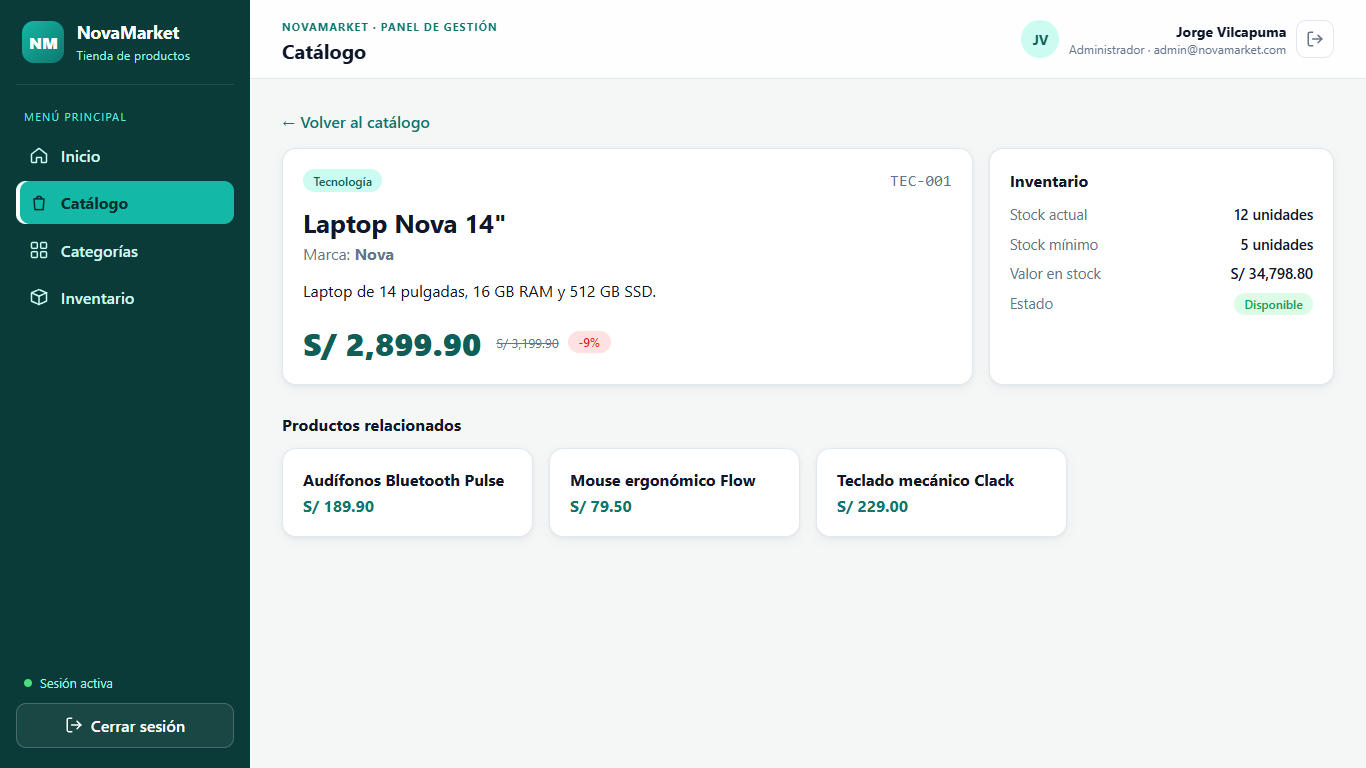 NM
NovaMarket
Tienda de productos
MENÚ PRINCIPAL
Inicio
Catálogo
Categorías
Inventario
Sesión activa
Cerrar sesión
NOVAMARKET · PANEL DE GESTIÓN
Catálogo
JV
Jorge Vilcapuma
Administrador · admin@novamarket.com
← Volver al catálogo
Tecnología
TEC-001
Laptop Nova 14"
Marca: Nova
Laptop de 14 pulgadas, 16 GB RAM y 512 GB SSD.
S/ 2,899.90 S/ 3,199.90 -9%
Inventario
Stock actual 12 unidades
Stock mínimo 5 unidades
Valor en stock S/ 34,798.80
Estado Disponible
Productos relacionados
Audífonos Bluetooth Pulse
S/ 189.90
Mouse ergonómico Flow
S/ 79.50
Teclado mecánico Clack
S/ 229.00